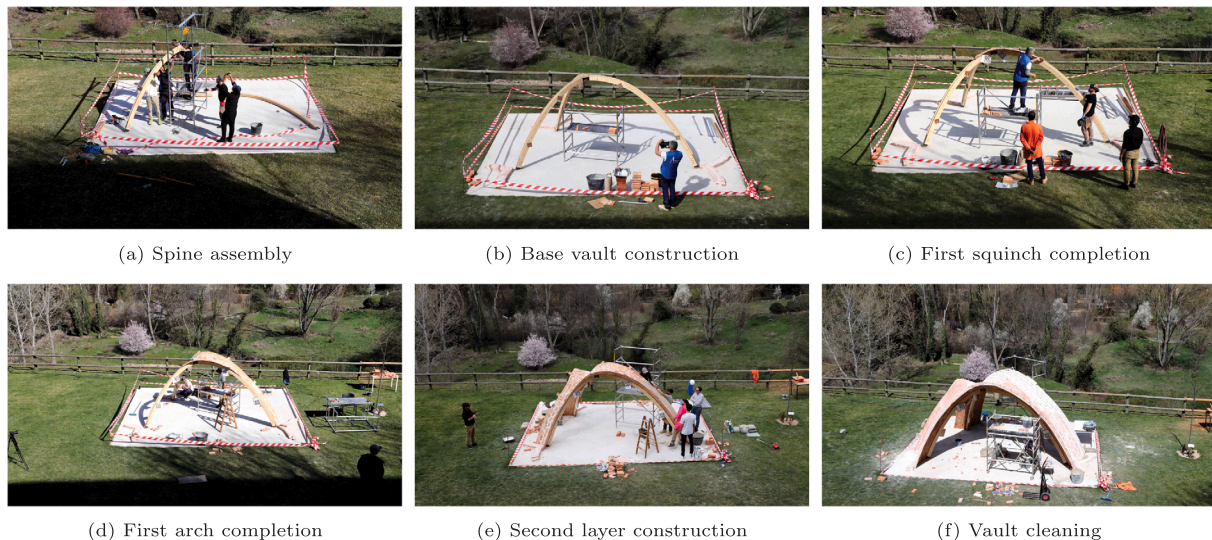 (a) Spine assembly
(b) Base vault construction
(c) First squinch completion
(d) First arch completion
(e) Second layer construction
(f) Vault cleaning